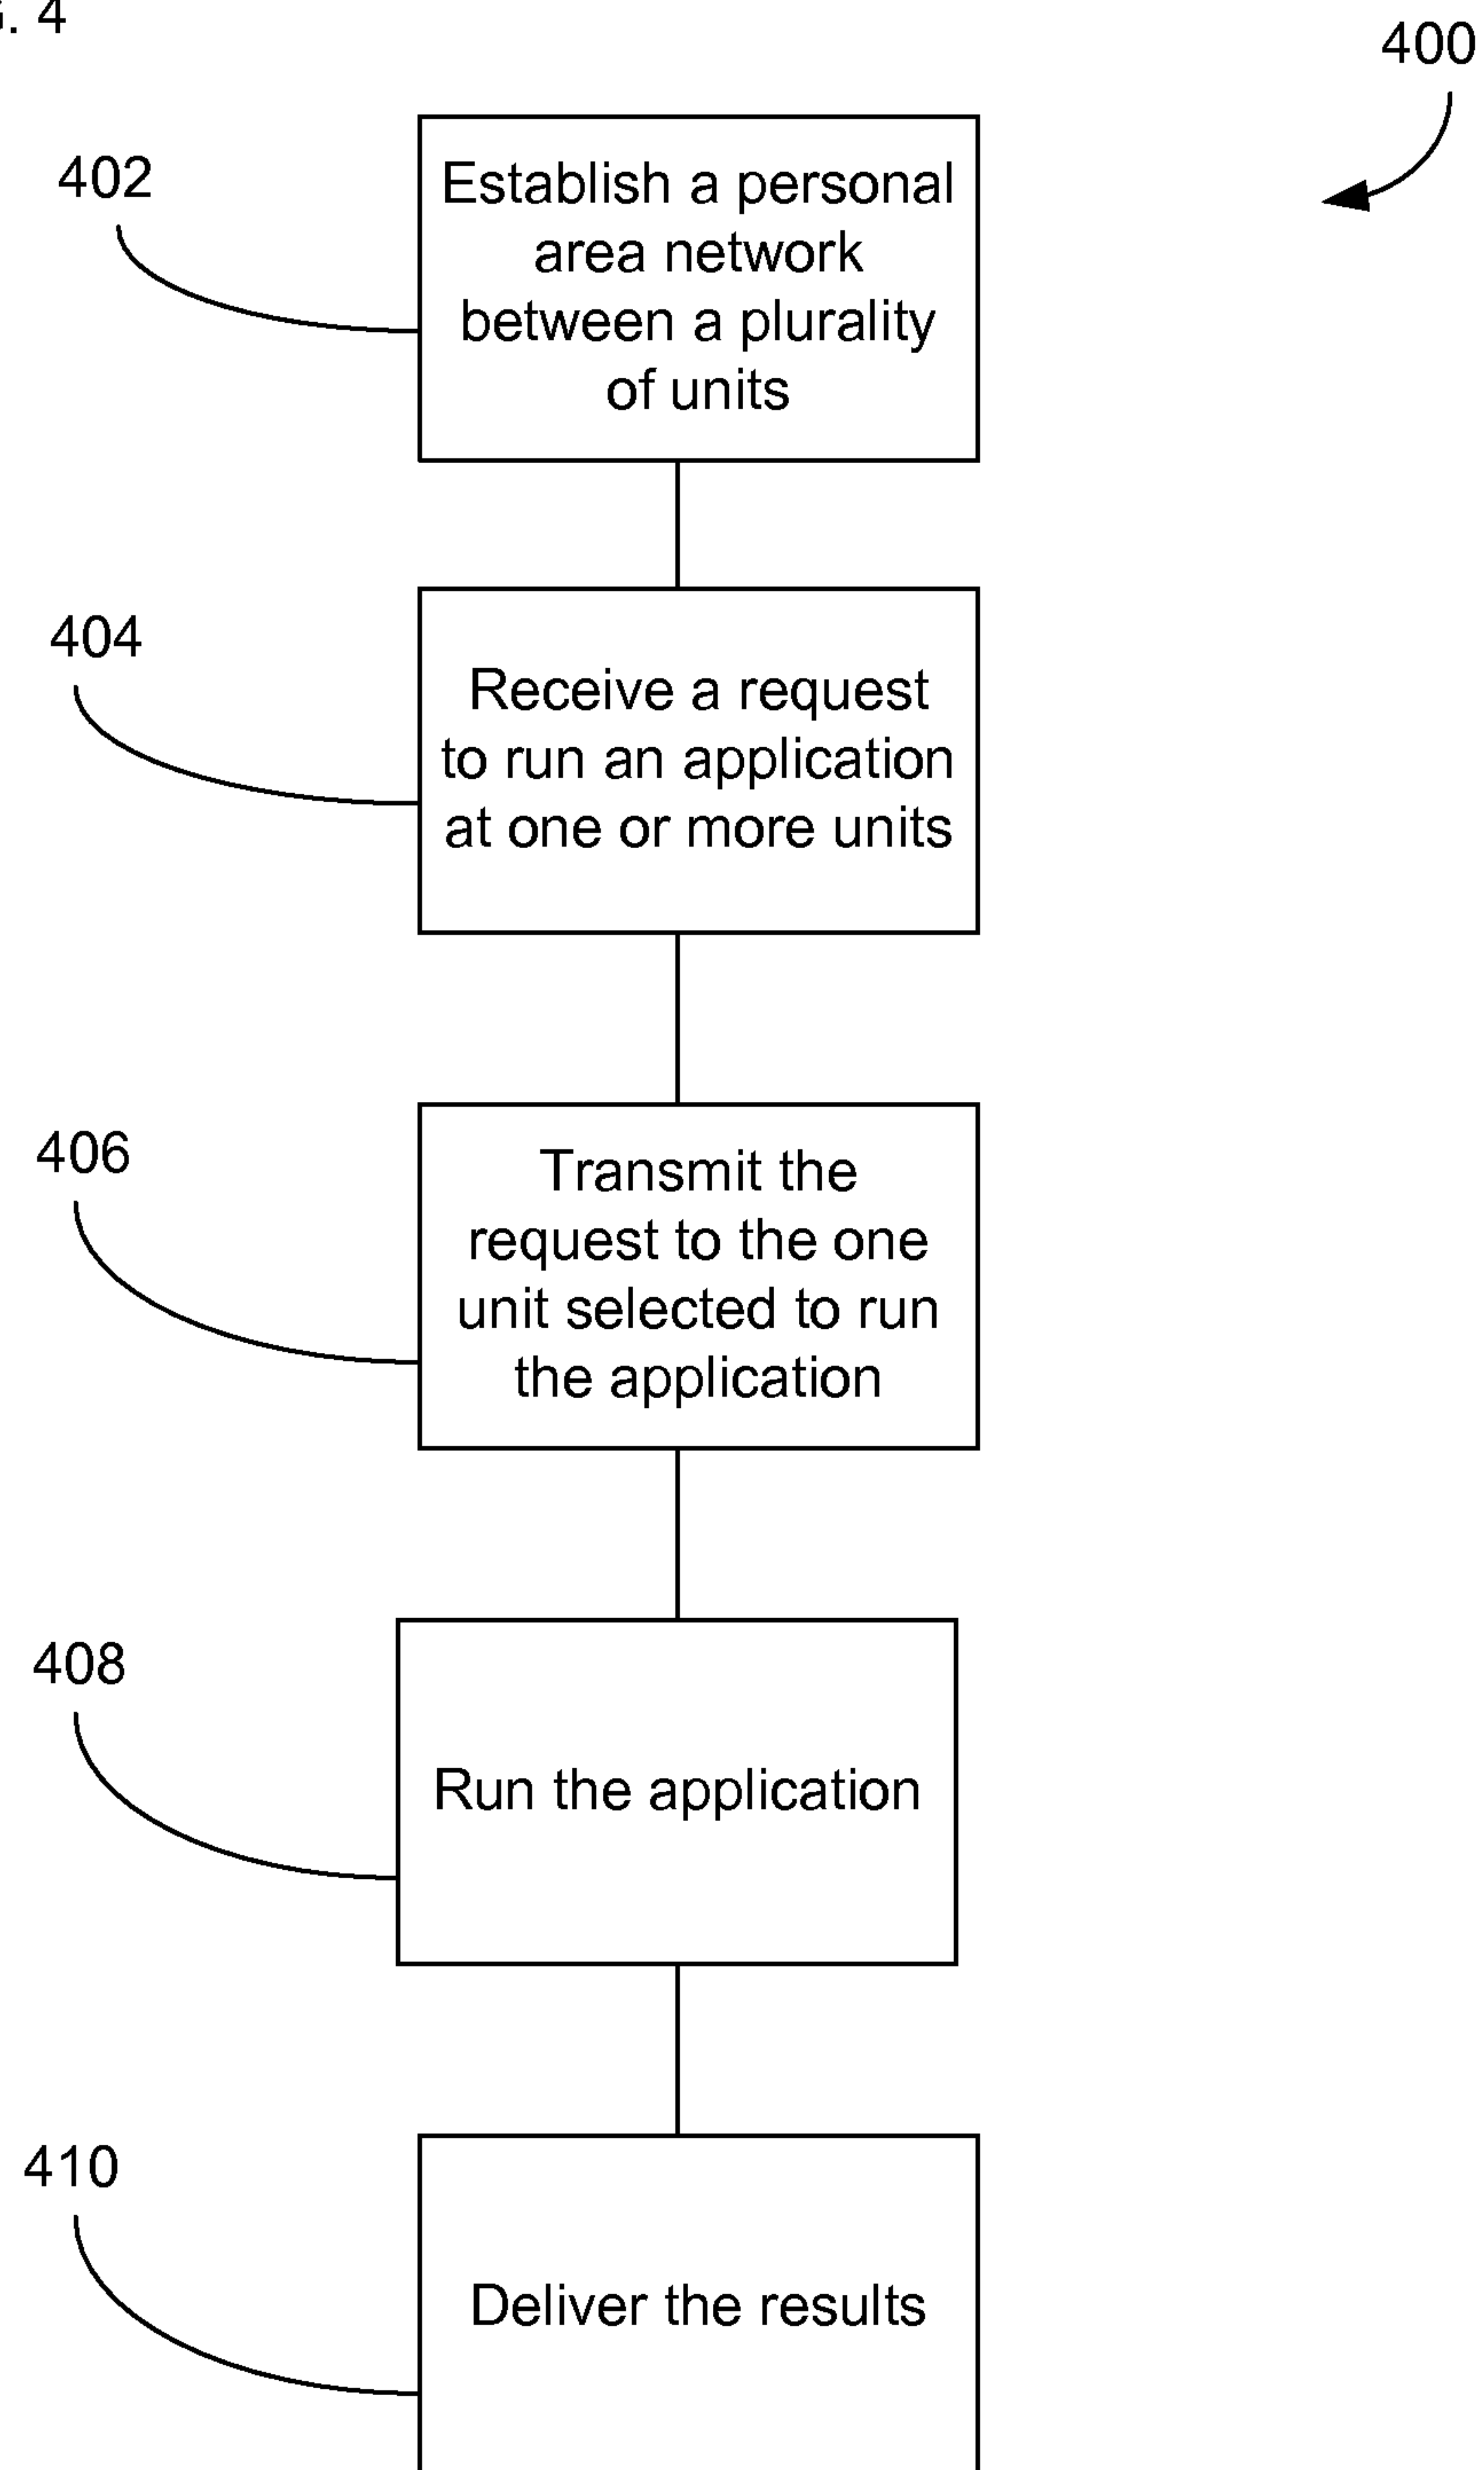 . 4
400
402
Establish a personal
area network
between a plurality
of units
404
Receive a request
to run an application
at one or more units
406
Transmit the
request to the one
unit selected to run
the application
408
Run the application
410
Deliver the results